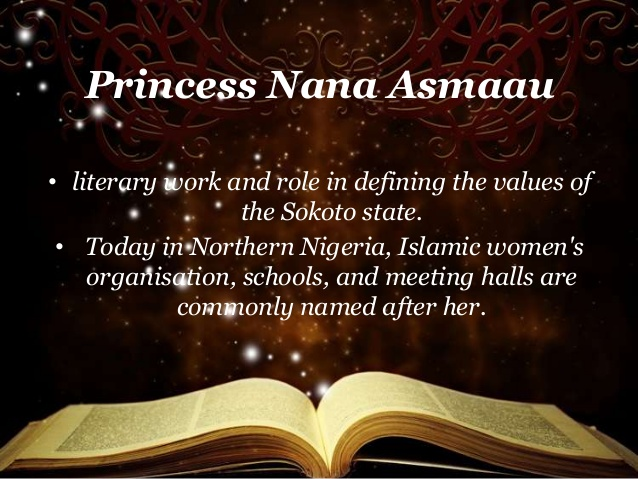 Princess Nana Asmaau
• literary work and role in defining the values of
the Sokoto state.
• Today in Northern Nigeria, Islamic women's
organisation, schools, and meeting halls are
commonly named after her.